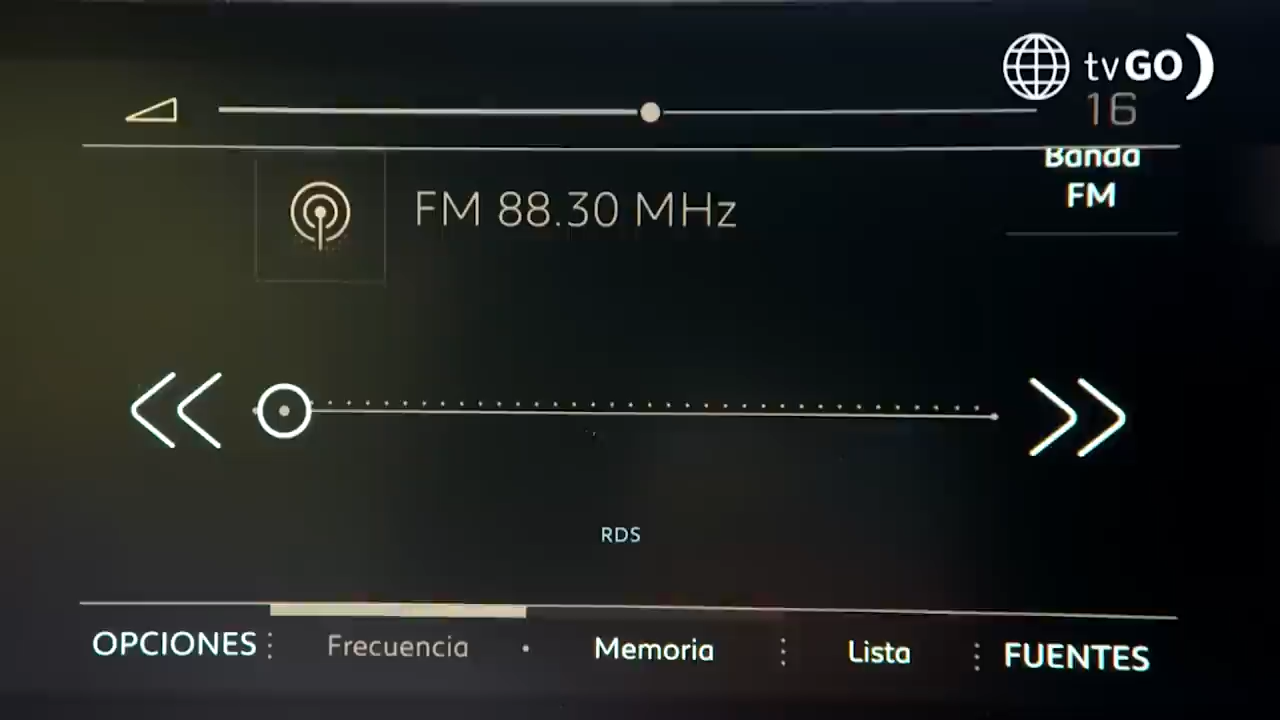 tvGO
16
Banda
FM
FM 88.30 MHz
RDS
OPCIONES
Frecuencia
Memoria
Lista
FUENTES